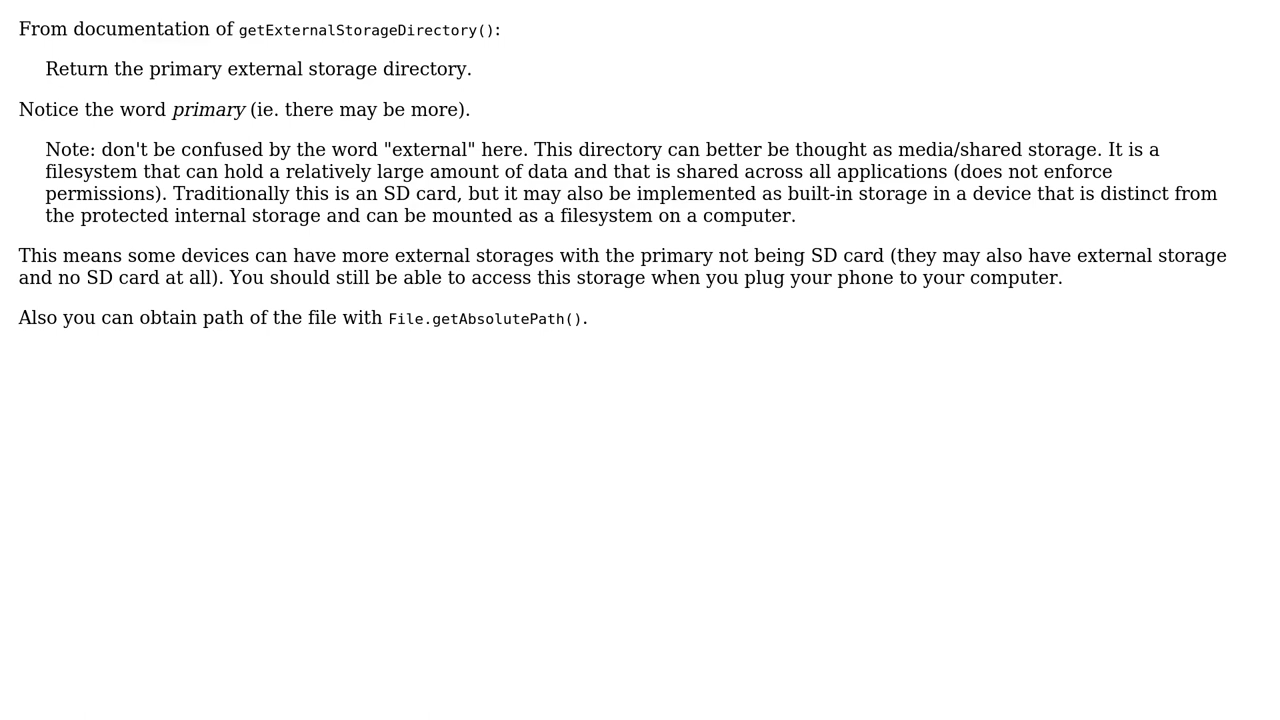 From documentation of getExternalStorageDirectory():
Return the primary external storage directory.
Notice the word primary (ie. there may be more).
Note: don't be confused by the word "external" here. This directory can better be thought as media/shared storage. It is a
filesystem that can hold a relatively large amount of data and that is shared across all applications (does not enforce
permissions). Traditionally this is an SD card, but it may also be implemented as built-in storage in a device that is distinct from
the protected internal storage and can be mounted as a filesystem on a computer.
This means some devices can have more external storages with the primary not being SD card (they may also have external storage
and no SD card at all). You should still be able to access this storage when you plug your phone to your computer.
Also you can obtain path of the file with File.getAbsolutePath().